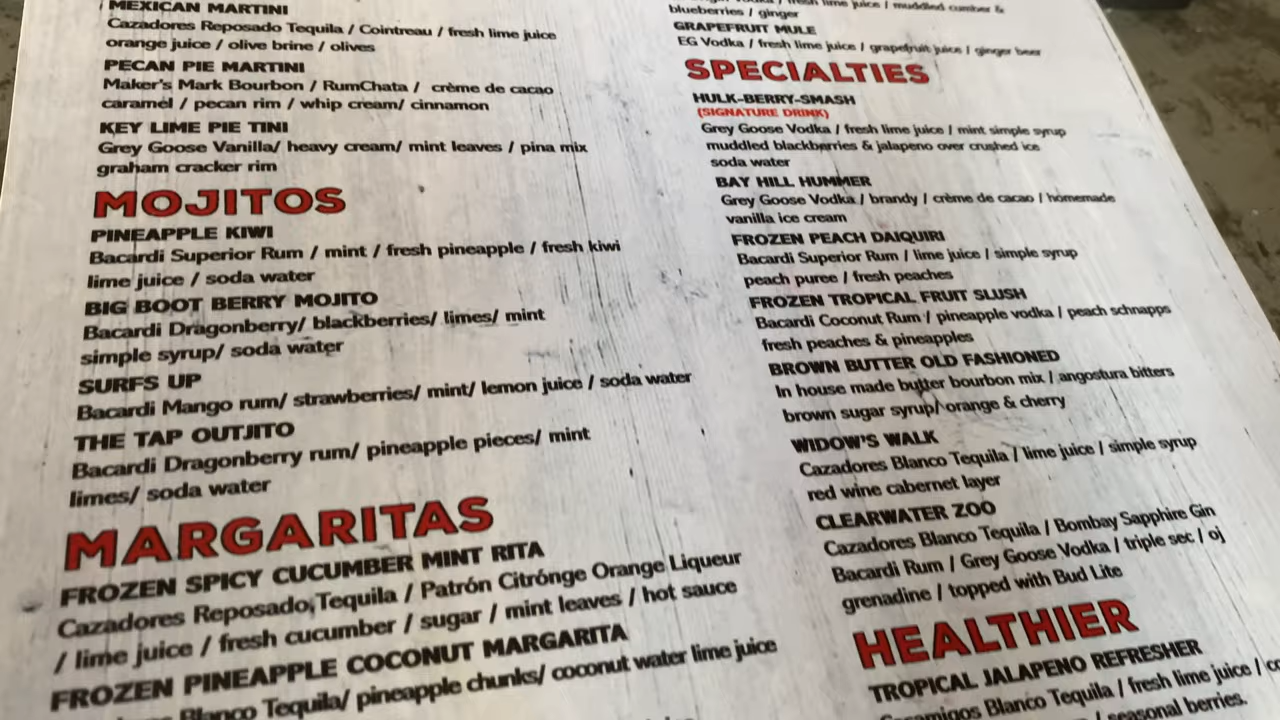 MEXICAN MARTINI
Cazadores Reposado Tequila / Cointreau / fresh lime juice
orange juice / olive brine / olives
PECAN PIE MARTINI
Maker's Mark Bourbon / RumChata / crème de cacao
caramel / pecan rim / whip cream/ cinnamon
KEY LIME PIE TINI
Grey Goose Vanilla/ heavy cream/ mint leaves / pina mix
graham cracker rim
MOJITOS
PINEAPPLE KIWI
Bacardi Superior Rum / mint / fresh pineapple / fresh kiwi
lime juice / soda water
BIG BOOT BERRY MOJITO
Bacardi Dragonberry/ blackberries/ limes/ mint
simple syrup/ soda water
SURFS UP
Bacardi Mango rum/ strawberries/ mint/ lemon juice / soda water
THE TAP OUTJITO
Bacardi Dragonberry rum/ pineapple pieces/ mint
limes/ soda water
MARGARITAS
FROZEN SPICY CUCUMBER MINT RITA
Cazadores Reposado Tequila / Patrón Citrónge Orange Liqueur
/ lime juice / fresh cucumber / sugar / mint leaves / hot sauce
FROZEN PINEAPPLE COCONUT MARGARITA
Blanco Tequila/ pineapple chunks/ coconut water lime juice
/ fresh lime juice / muddled &
blueberries / ginger
GRAPEFRUIT MULE
EG Vodka / fresh lime juice / grapefruit juice / ginger beer
SPECIALTIES
HULK-BERRY-SMASH
(SIGNATURE DRINK)
Grey Goose Vodka / fresh lime juice / mint simple syrup
muddled blackberries & jalapeno over crushed ice
soda water
BAY HILL HUMMER
Grey Goose Vodka / brandy / crème de cacao / homemade
vanilla ice cream
FROZEN PEACH DAIQUIRI
Bacardi Superior Rum / lime juice / simple syrup
peach puree / fresh peaches
FROZEN TROPICAL FRUIT SLUSH
Bacardi Coconut Rum / pineapple vodka / peach schnapps
fresh peaches & pineapples
BROWN BUTTER OLD FASHIONED
In house made butter bourbon mix / angostura bitters
brown sugar syrup/ orange & cherry
WIDOW'S WALK
Cazadores Blanco Tequila / lime juice / simple syrup
red wine cabernet layer
CLEARWATER ZOO
Cazadores Blanco Tequila / Bombay Sapphire Gin
Bacardi Rum / Grey Goose Vodka / triple sec / oj
grenadine / topped with Bud Lite
HEALTHIER
TROPICAL JALAPENO REFRESHER
Blanco Tequila / fresh lime juice /
/ seasonal berries.